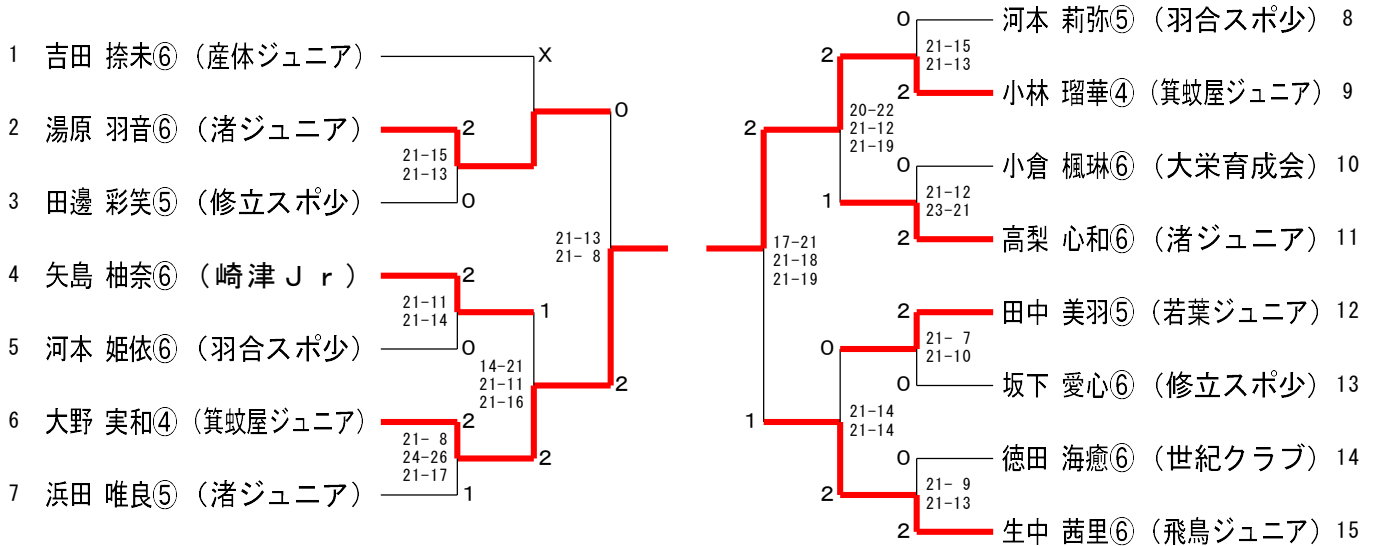 1 吉田 捺未⑥ (産体ジュニア) X
2 湯原 羽音⑥ (渚ジュニア) 2
21-15
21-13
0
3 田邊 彩笑⑤ (修立スポ少) 0
21-13
21- 8
4 矢島 柚奈⑥ (崎津Jr) 2
21-11
21-14
1
5 河本 姫依⑥ (羽合スポ少) 0
14-21
21-11
21-16
2
6 大野 実和④ (箕蚊屋ジュニア) 2
21- 8
24-26
21-17
2
7 浜田 唯良⑤ (渚ジュニア) 1
0 河本 莉弥⑤ (羽合スポ少) 8
21-15
21-13
2
2 小林 瑠華④ (箕蚊屋ジュニア) 9
20-22
21-12
21-19
2
0 小倉 楓琳⑥ (大栄育成会) 10
21-12
23-21
1
2 高梨 心和⑥ (渚ジュニア) 11
17-21
21-18
21-19
2 田中 美羽⑤ (若葉ジュニア) 12
21- 7
21-10
0
0 坂下 愛心⑥ (修立スポ少) 13
21-14
21-14
1
0 徳田 海癒⑥ (世紀クラブ) 14
21- 9
21-13
2
2 生中 茜里⑥ (飛鳥ジュニア) 15